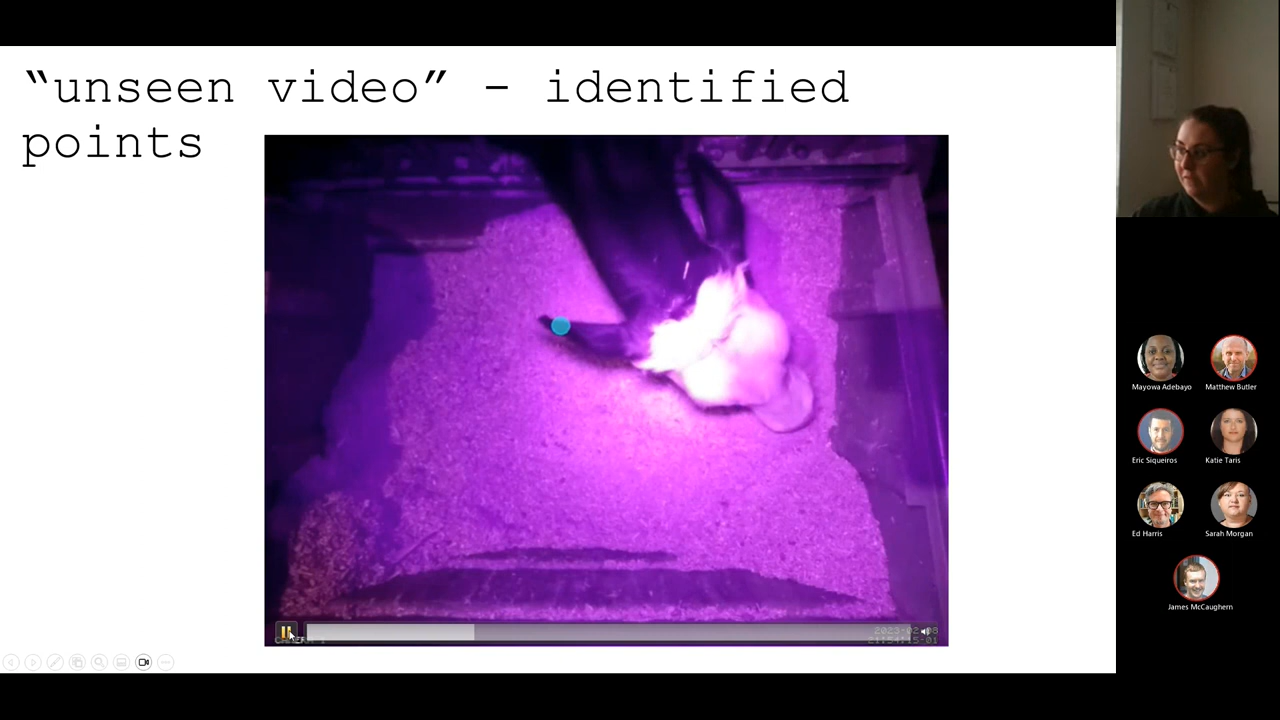 “unseen video” - identified
points
Mayowa Adebayo
Matthew Butler
Eric Siqueiros
Katie Taris
Ed Harris
Sarah Morgan
James McCaughern